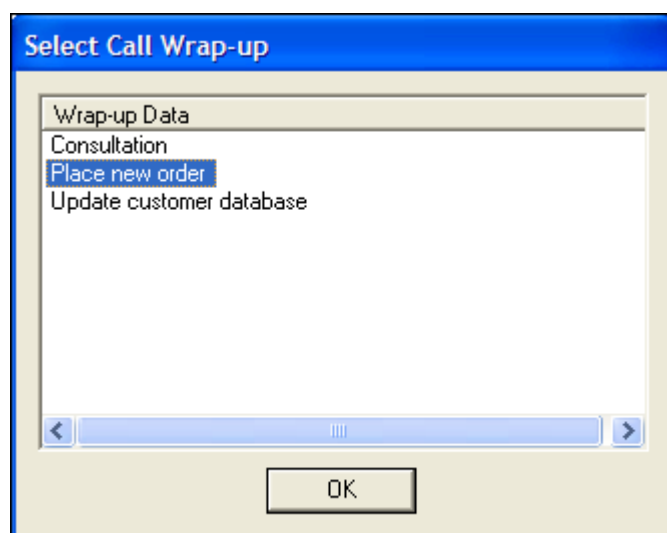 Select Call Wrap-up
Wrap-up Data
Consultation
Place new order
Update customer database
OK